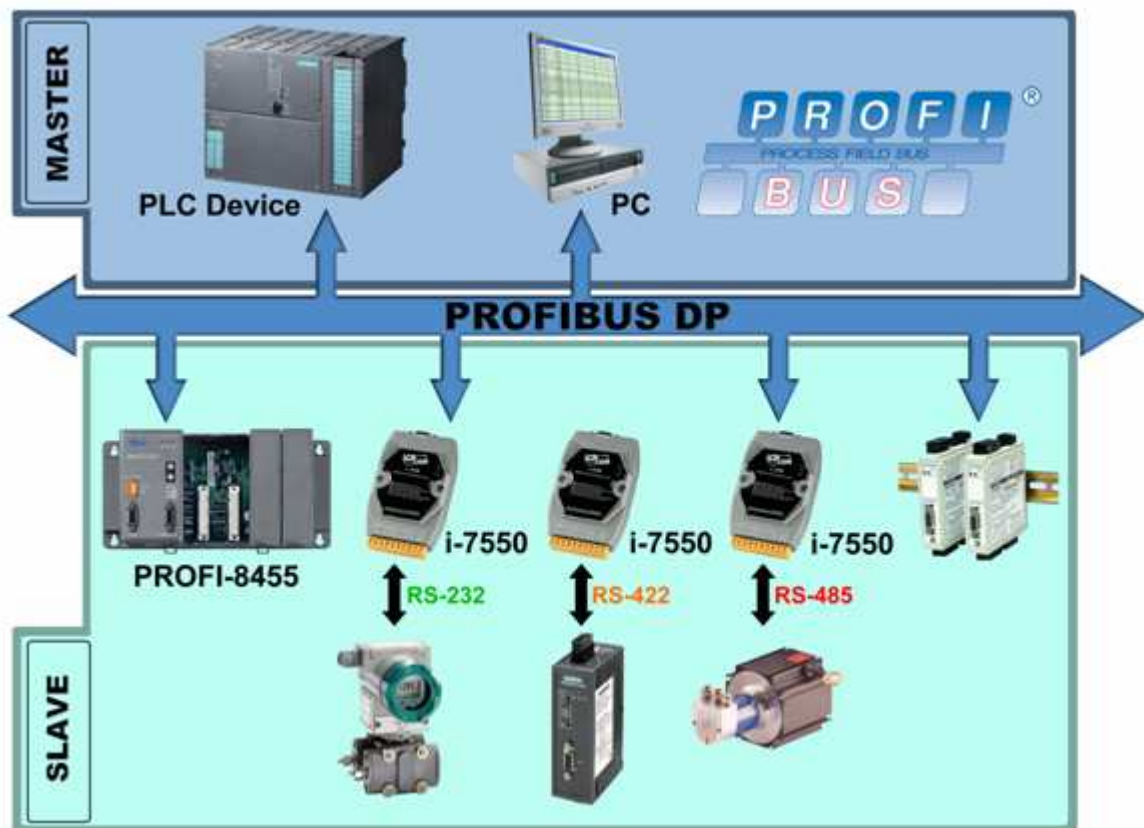 MASTER
PLC Device
PC
PROFI ®
PROCESS FIELD BUS
BUS
PROFIBUS DP
PROFI-8455
i-7550
i-7550
i-7550
RS-232
RS-422
RS-485
SLAVE